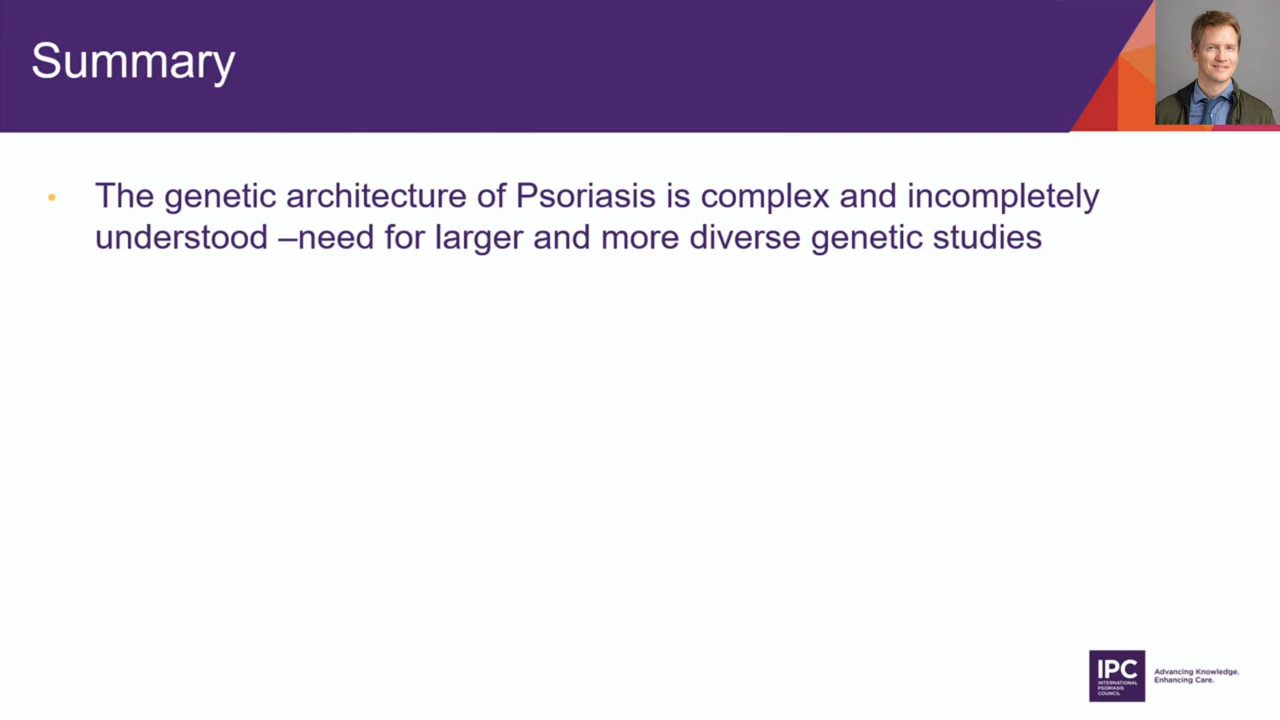 Summary
• The genetic architecture of Psoriasis is complex and incompletely
understood –need for larger and more diverse genetic studies
IPC
INTERNATIONAL
PSORIASIS
COUNCIL
Advancing Knowledge.
Enhancing Care.